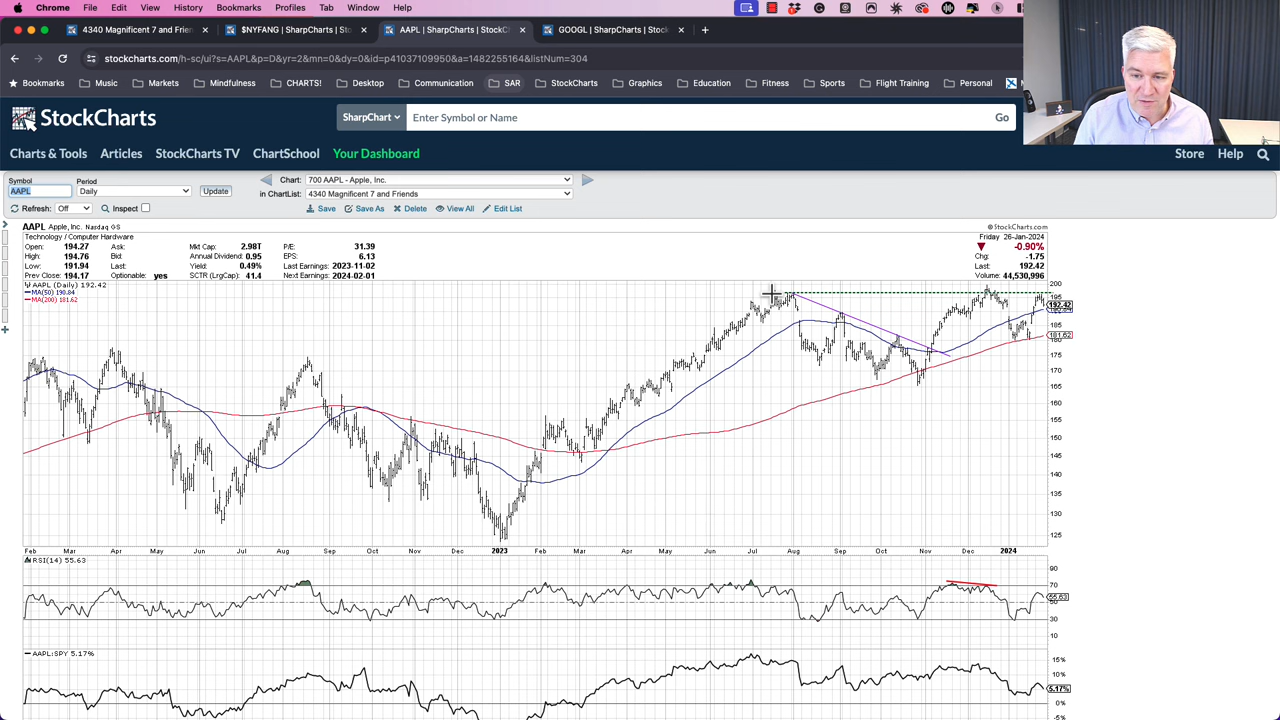 Chrome File Edit View History Bookmarks Profiles Tab Window Help
4340 Magnificent 7 and Frien × $NYFANG | SharpCharts | Sto × AAPL | SharpCharts | StockCh × GOOGL | SharpCharts | Stock × +
stockcharts.com/h-sc/ui?s=AAPL&p=D&yr=2&mn=0&dy=0&id=p41037109950&a=1482255164&listNum=304
Bookmarks Music Markets Mindfulness CHARTS! Desktop Computer SAR StockCharts Graphics Education Fitness Sports Flight Training Personal
StockCharts SharpChart Enter Symbol or Name Go
Charts & Tools Articles StockCharts TV ChartSchool Your Dashboard Store Help
Symbol Period Chart: 700 AAPL - Apple, Inc.
AAPL Daily Update in ChartList: 4340 Magnificent 7 and Friends
Refresh: Off Inspect Save Save As Delete View All Edit List
AAPL Apple, Inc. Nasdaq GS © StockCharts.com
Technology / Computer Hardware Friday 26-Jan-2024
Open: 194.27 Ask: Mkt Cap: 2.98T P/E: 31.39 -0.90%
High: 194.76 Bid: Annual Dividend: 0.95 EPS: 6.13 Chg: -1.75
Low: 191.94 Last: Yield: 0.49% Last Earnings: 2023-11-02 Last: 192.42
Prev Close: 194.17 Optionable: yes SCTR (LrgCap): 41.4 Next Earnings: 2024-02-01 Volume: 44,530,996
AAPL (Daily) 192.42
MA(50) 190.84
MA(200) 181.62
200
195
192.42
190.84
185
181.62
180
175
170
165
160
155
150
145
140
135
130
125
Feb Mar Apr May Jun Jul Aug Sep Oct Nov Dec 2023 Feb Mar Apr May Jun Jul Aug Sep Oct Nov Dec 2024
RSI(14) 55.63
90
70
55.63
50
30
10
AAPL:SPY 5.17%
15%
10%
5.17%
0%
-5%